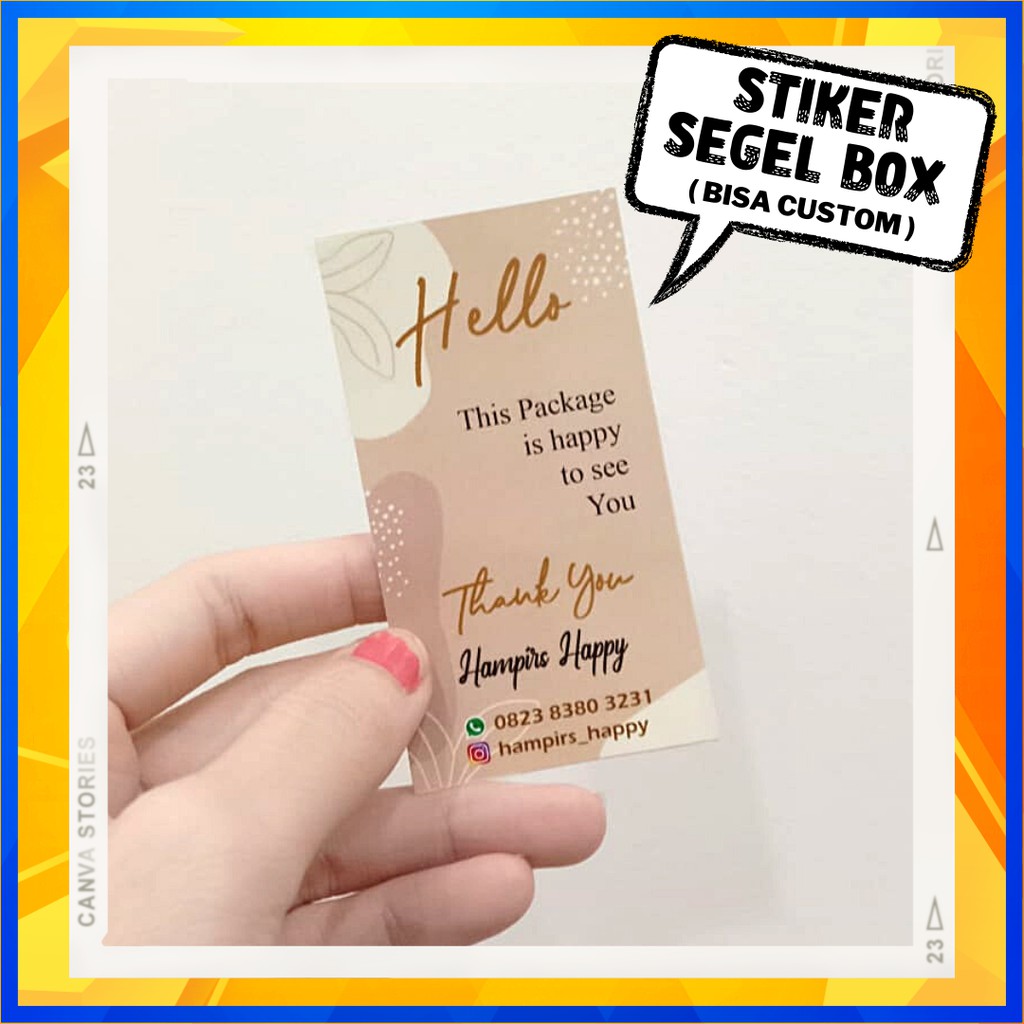 STIKER
SEGEL BOX
( BISA CUSTOM )
ORI
Hello
This Package
is happy
to see
You
Thank You
Hampirs Happy
0823 8380 3231
hampirs_happy
23
CANVA STORIES
23